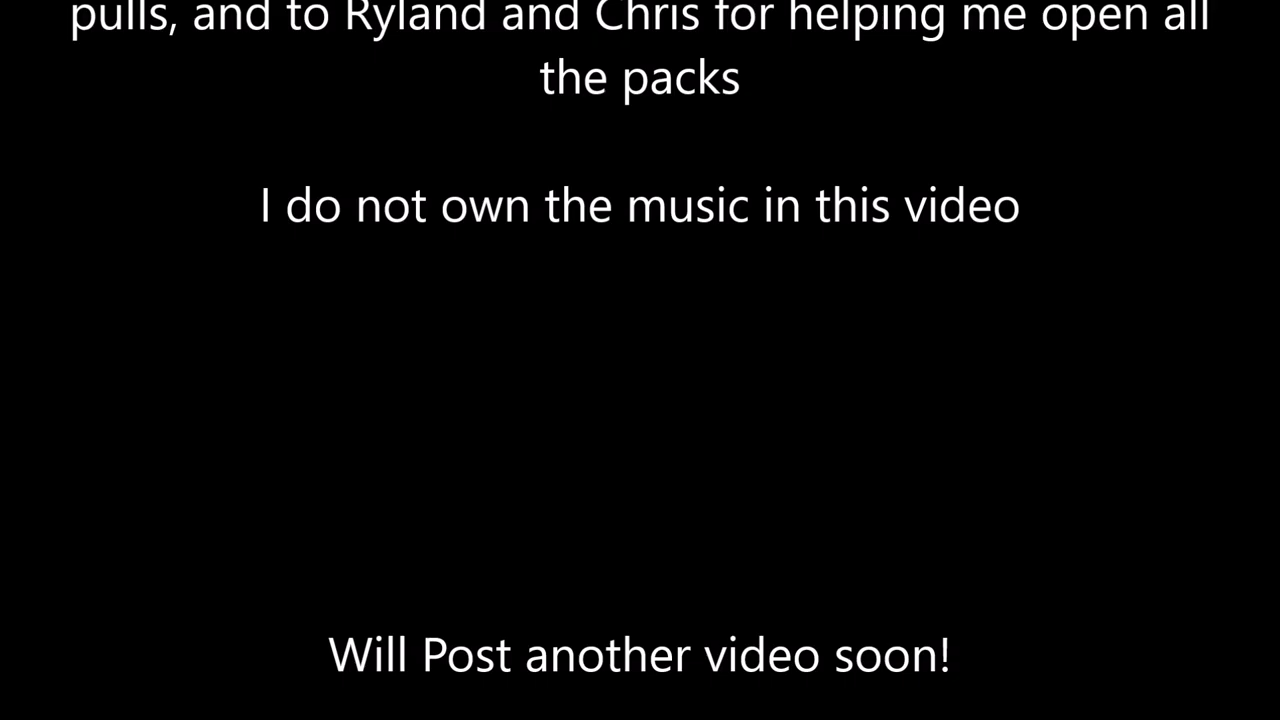 pulls, and to Ryland and Chris for helping me open all
the packs
I do not own the music in this video
Will Post another video soon!